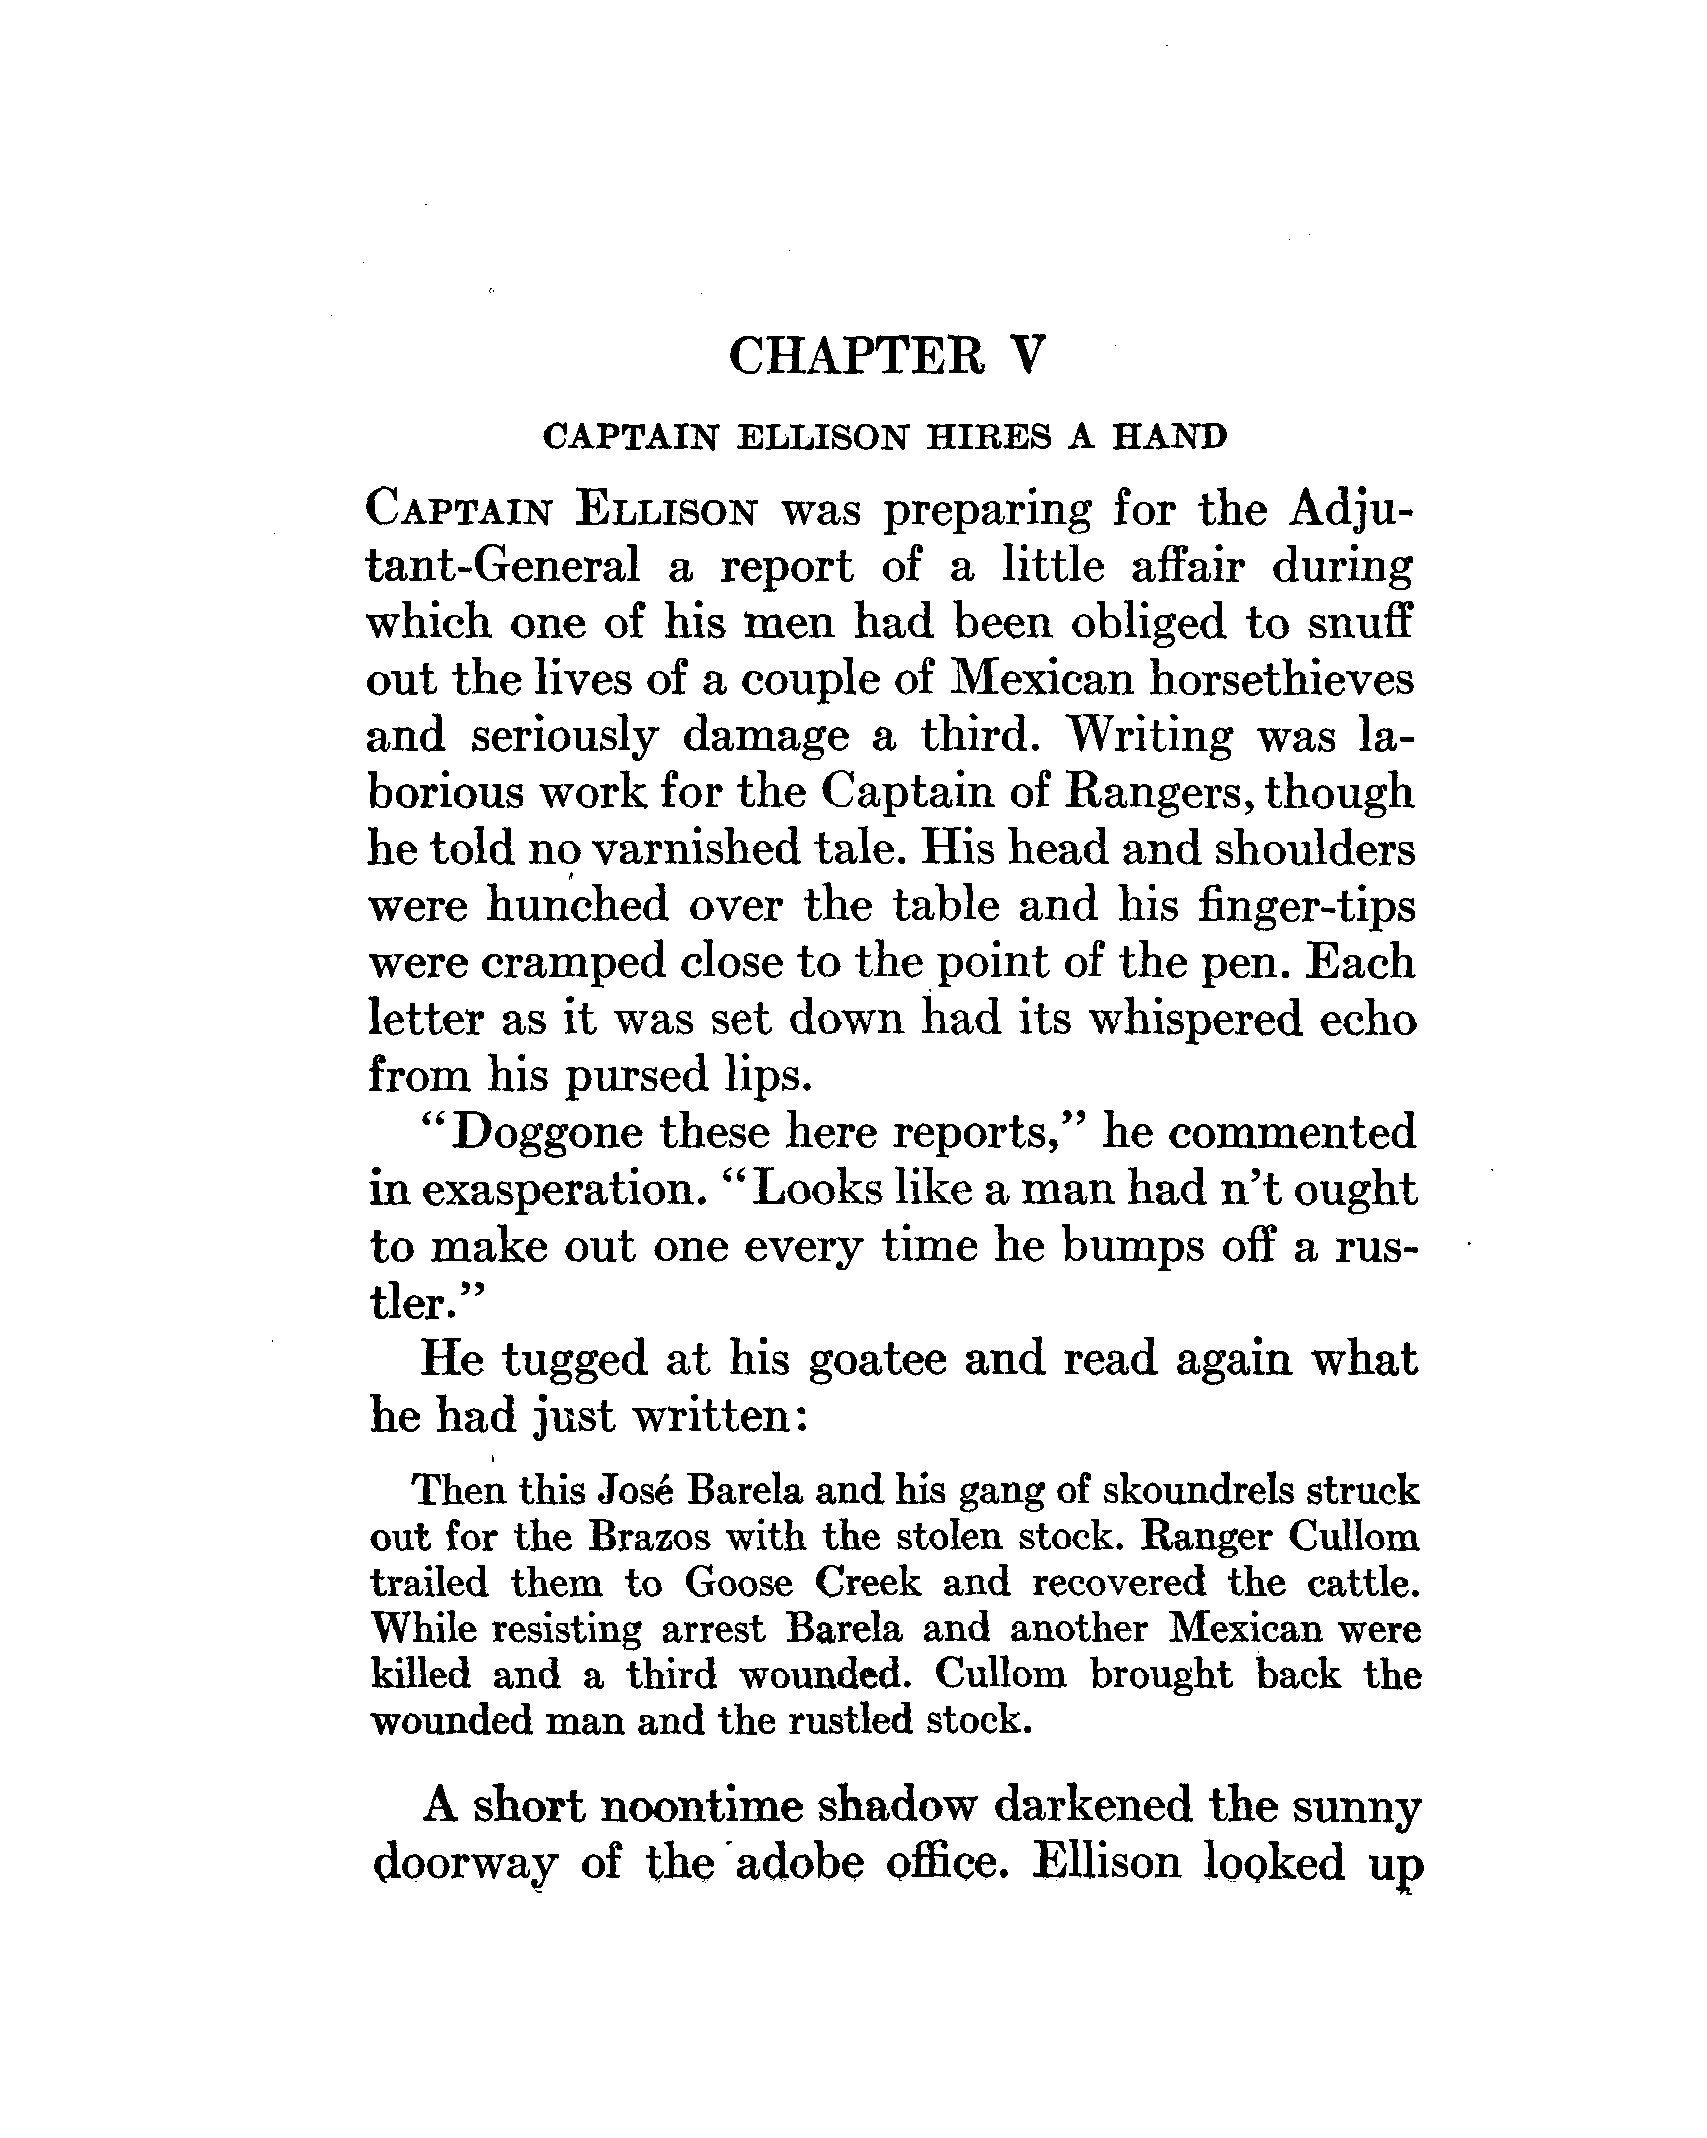 CHAPTER V
CAPTAIN ELLISON HIRES A HAND
CAPTAIN ELLISON was preparing for the Adju-
tant-General a report of a little affair during
which one of his men had been obliged to snuff
out the lives of a couple of Mexican horsethieves
and seriously damage a third. Writing was la-
borious work for the Captain of Rangers, though
he told no varnished tale. His head and shoulders
were hunched over the table and his finger-tips
were cramped close to the point of the pen. Each
letter as it was set down had its whispered echo
from his pursed lips.
“Doggone these here reports,” he commented
in exasperation. “Looks like a man had n’t ought
to make out one every time he bumps off a rus-
tler.”
He tugged at his goatee and read again what
he had just written:
Then this José Barela and his gang of skoundrels struck
out for the Brazos with the stolen stock. Ranger Cullom
trailed them to Goose Creek and recovered the cattle.
While resisting arrest Barela and another Mexican were
killed and a third wounded. Cullom brought back the
wounded man and the rustled stock.
A short noontime shadow darkened the sunny
doorway of the adobe office. Ellison looked up